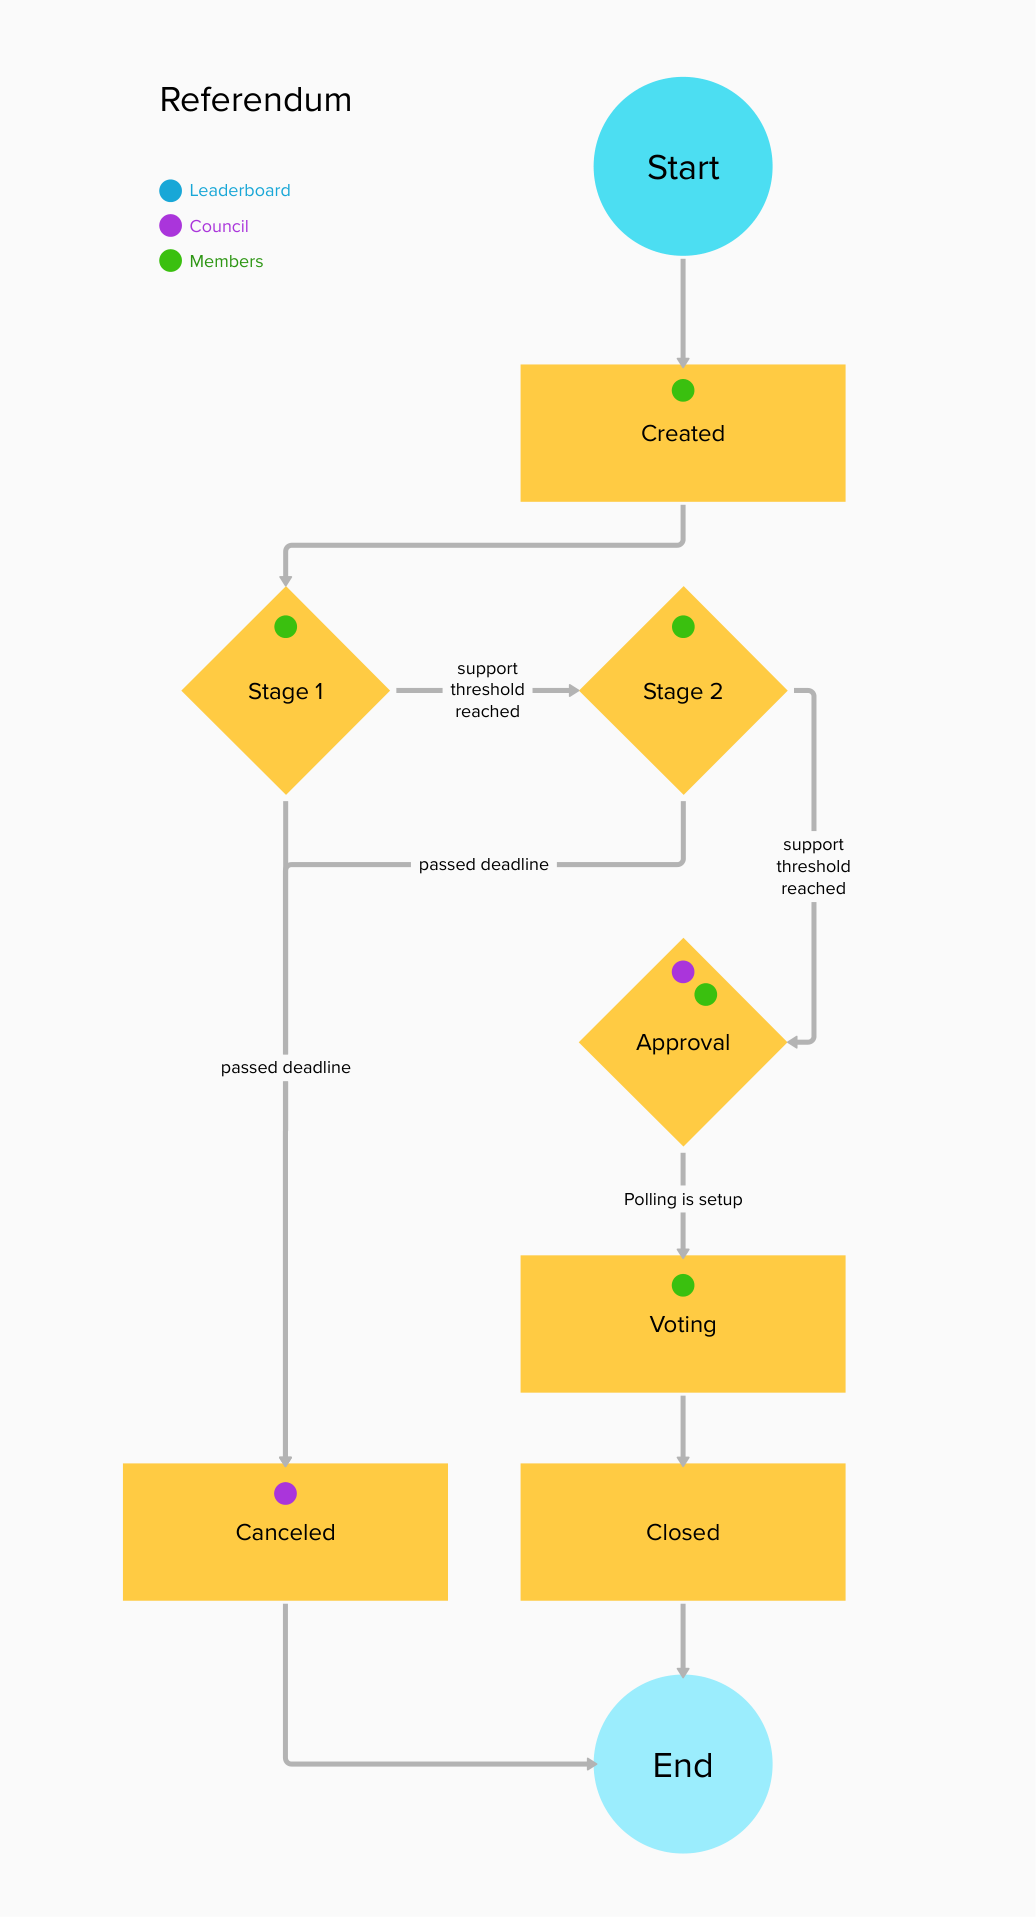 Referendum
Start
Leaderboard
Council
Members
Created
Stage 1
support
threshold
reached
Stage 2
support
threshold
reached
passed deadline
Approval
passed deadline
Polling is setup
Voting
Canceled
Closed
End